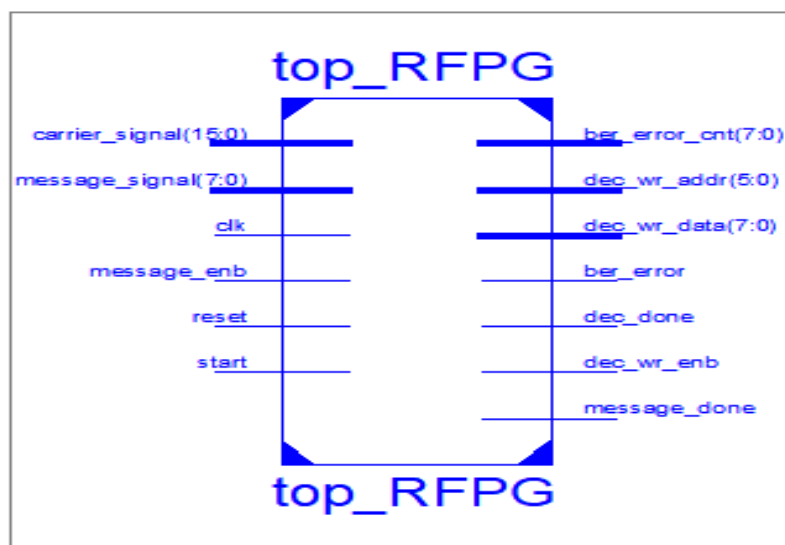 top_RFPG
carrier_signal(15:0)
message_signal(7:0)
clk
message_enb
reset
start
ber_error_cnt(7:0)
dec_wr_addr(5:0)
dec_wr_data(7:0)
ber_error
dec_done
dec_wr_enb
message_done
top_RFPG